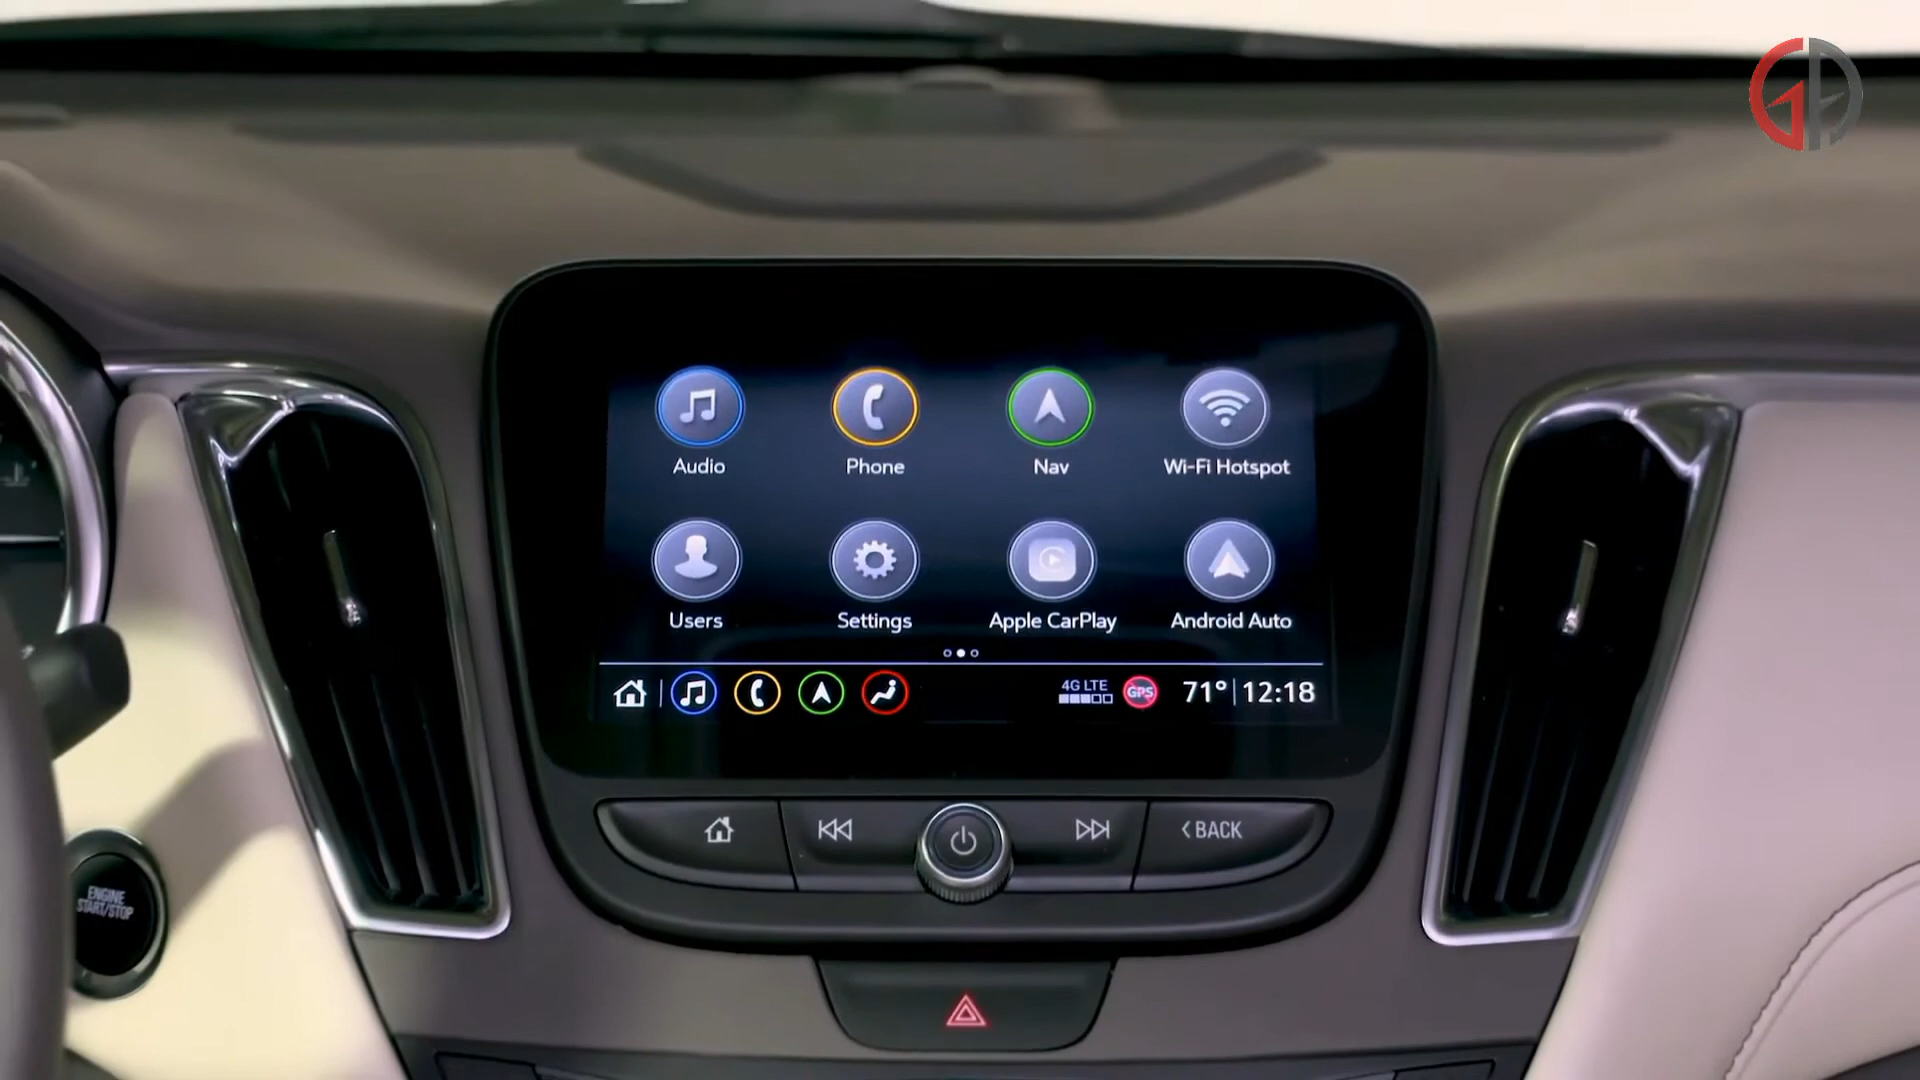 Audio
Phone
Nav
Wi-Fi Hotspot
Users
Settings
Apple CarPlay
Android Auto
4G LTE
GPS
71°
12:18
< BACK
ENGINE
START/STOP